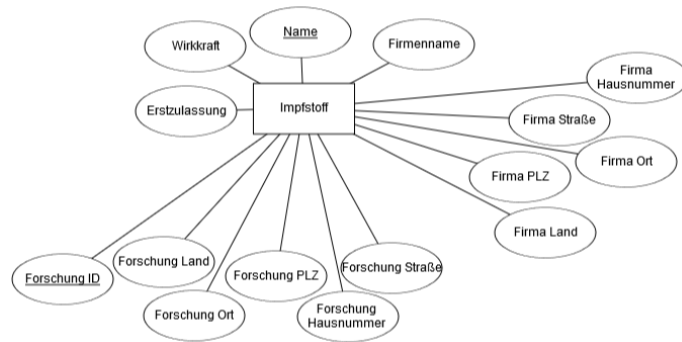 Name
Wirkkraft
Firmenname
Firma
Hausnummer
Erstzulassung
Impfstoff
Firma Straße
Firma Ort
Firma PLZ
Firma Land
Forschung ID
Forschung Land
Forschung PLZ
Forschung Straße
Forschung Ort
Forschung
Hausnummer